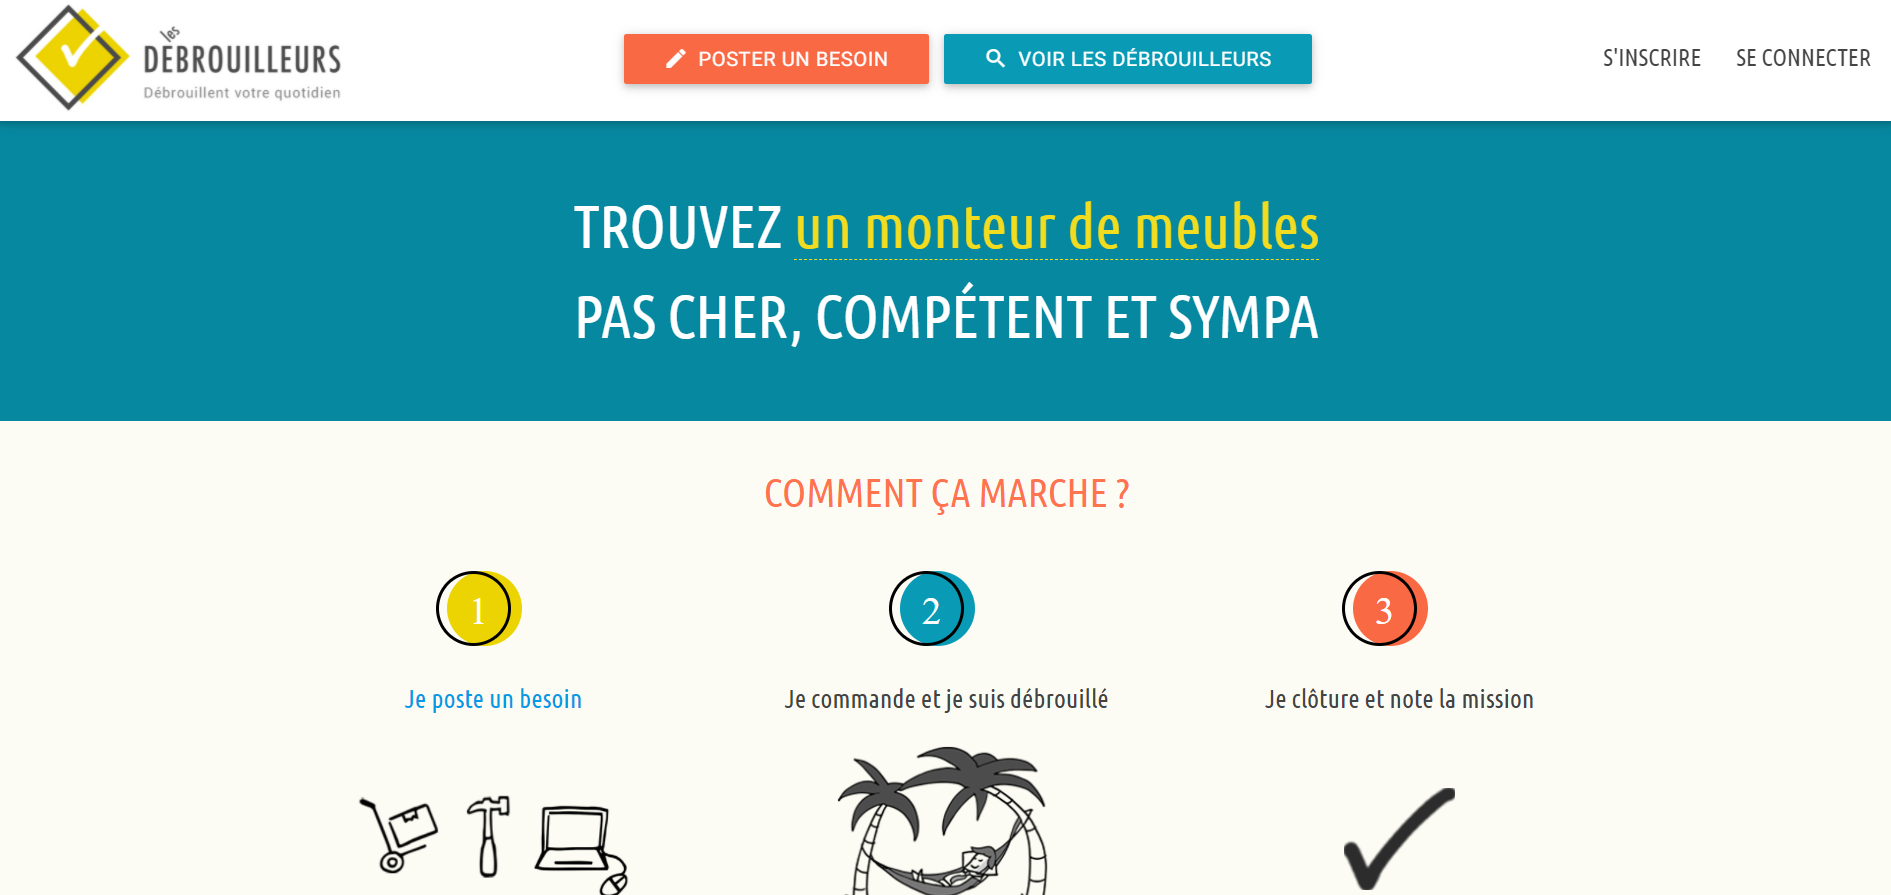 les
DÉBROUILLEURS
Débrouillent votre quotidien
POSTER UN BESOIN
VOIR LES DÉBROUILLEURS
S'INSCRIRE
SE CONNECTER
TROUVEZ un monteur de meubles
PAS CHER, COMPÉTENT ET SYMPA
COMMENT ÇA MARCHE ?
1
2
3
Je poste un besoin
Je commande et je suis débrouillé
Je clôture et note la mission